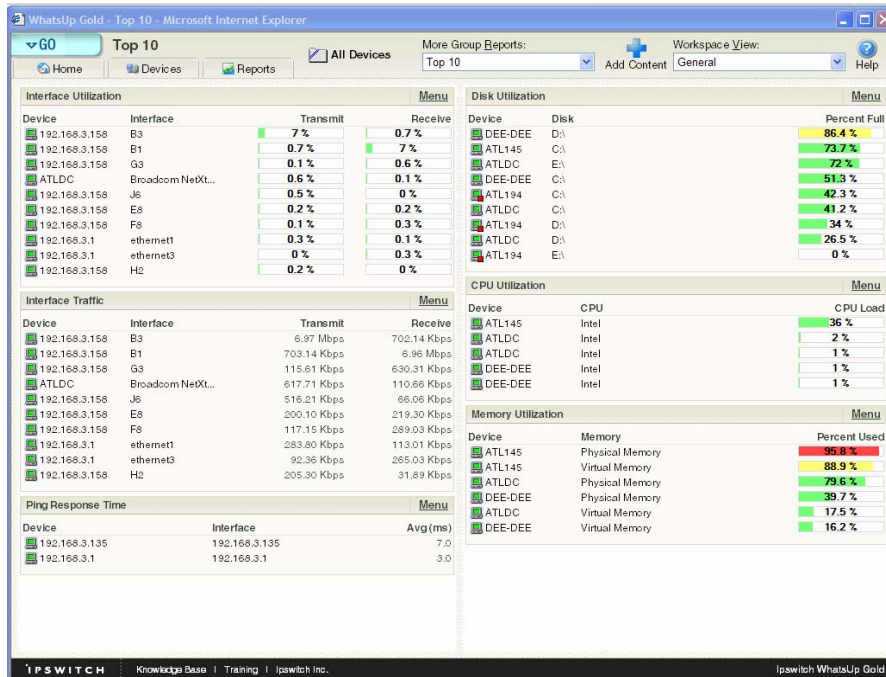 WhatsUp Gold - Top 10 - Microsoft Internet Explorer
GO
Top 10
All Devices
More Group Reports:
Top 10
Add Content
Workspace View:
General
Help
Home
Devices
Reports
Interface Utilization Menu
Device Interface Transmit Receive
192.168.3.158 B3 7 % 0.7 %
192.168.3.158 B1 0.7 % 7 %
192.168.3.158 G3 0.1 % 0.6 %
ATLDC Broadcom NetXt... 0.6 % 0.1 %
192.168.3.158 J6 0.5 % 0 %
192.168.3.158 E8 0.2 % 0.2 %
192.168.3.158 F8 0.1 % 0.3 %
192.168.3.1 ethernet1 0.3 % 0.1 %
192.168.3.1 ethernet3 0 % 0.3 %
192.168.3.158 H2 0.2 % 0 %
Interface Traffic Menu
Device Interface Transmit Receive
192.168.3.158 B3 6.97 Mbps 702.14 Kbps
192.168.3.158 B1 703.14 Kbps 6.96 Mbps
192.168.3.158 G3 115.61 Kbps 630.31 Kbps
ATLDC Broadcom NetXt... 617.71 Kbps 110.66 Kbps
192.168.3.158 J6 516.21 Kbps 66.06 Kbps
192.168.3.158 E8 200.10 Kbps 219.30 Kbps
192.168.3.158 F8 117.15 Kbps 289.03 Kbps
192.168.3.1 ethernet1 283.80 Kbps 113.01 Kbps
192.168.3.1 ethernet3 92.36 Kbps 265.03 Kbps
192.168.3.158 H2 205.30 Kbps 31.89 Kbps
Ping Response Time Menu
Device Interface Avg (ms)
192.168.3.135 192.168.3.135 7.0
192.168.3.1 192.168.3.1 3.0
Disk Utilization Menu
Device Disk Percent Full
DEE-DEE D:\ 86.4 %
ATL145 C:\ 73.7 %
ATLDC E:\ 72 %
DEE-DEE C:\ 51.3 %
ATL194 C:\ 42.3 %
ATLDC C:\ 41.2 %
ATL194 D:\ 34 %
ATLDC D:\ 26.5 %
ATL194 E:\ 0 %
CPU Utilization Menu
Device CPU CPU Load
ATL145 Intel 36 %
ATLDC Intel 2 %
ATLDC Intel 1 %
DEE-DEE Intel 1 %
DEE-DEE Intel 1 %
Memory Utilization Menu
Device Memory Percent Used
ATL145 Physical Memory 95.8 %
ATL145 Virtual Memory 88.9 %
ATLDC Physical Memory 79.6 %
DEE-DEE Physical Memory 39.7 %
ATLDC Virtual Memory 17.5 %
DEE-DEE Virtual Memory 16.2 %
IPSWITCH Knowledge Base | Training | Ipswitch Inc. Ipswitch WhatsUp Gold